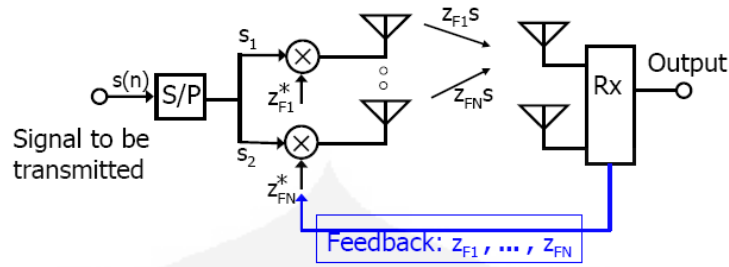 s(n)
S/P
s₁
z*F1
s₂
z*FN
zF1s
zFNs
Rx
Output
Signal to be
transmitted
Feedback: zF1 , ... , zFN